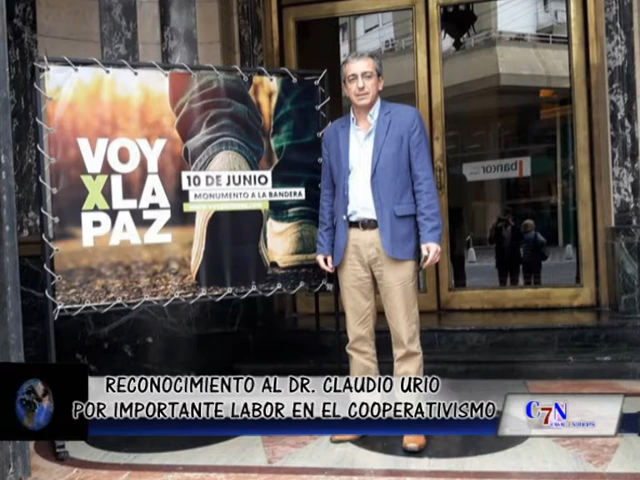 VOY
XLA
PAZ
10 DE JUNIO
MONUMENTO A LA BANDERA
bancor
RECONOCIMIENTO AL DR. CLAUDIO URIO
POR IMPORTANTE LABOR EN EL COOPERATIVISMO
C7N